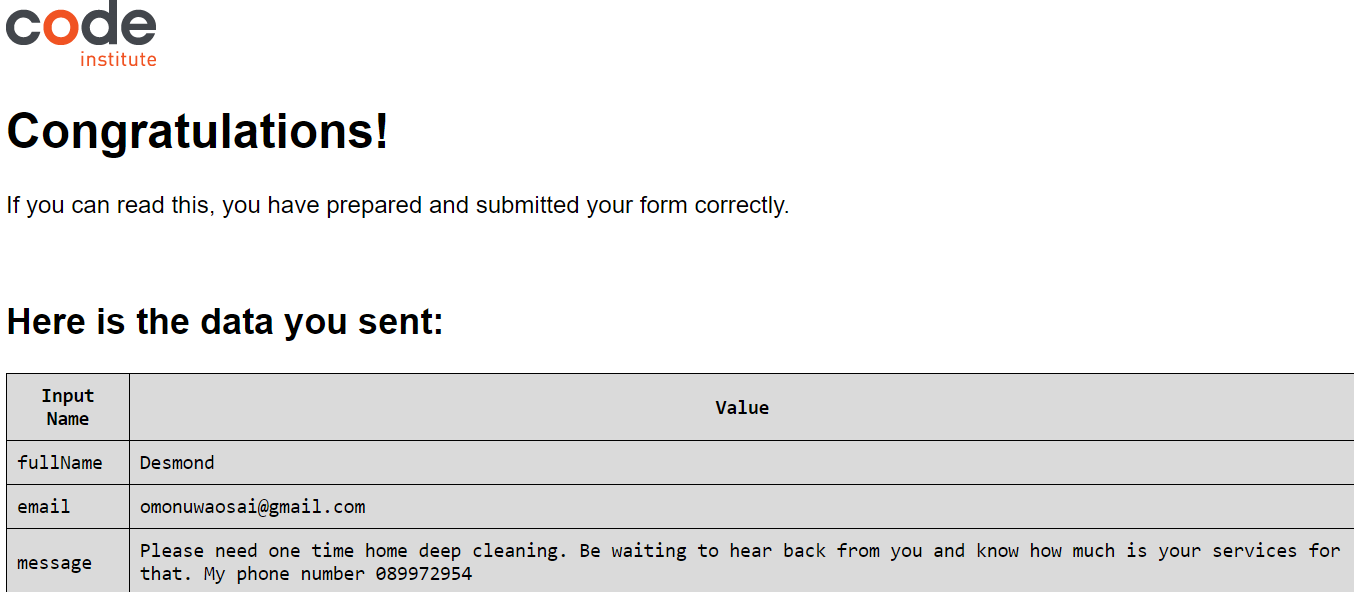 code
institute
Congratulations!
If you can read this, you have prepared and submitted your form correctly.
Here is the data you sent:
Input
Name
Value
fullName
Desmond
email
omonuwaosai@gmail.com
message
Please need one time home deep cleaning. Be waiting to hear back from you and know how much is your services for
that. My phone number 089972954